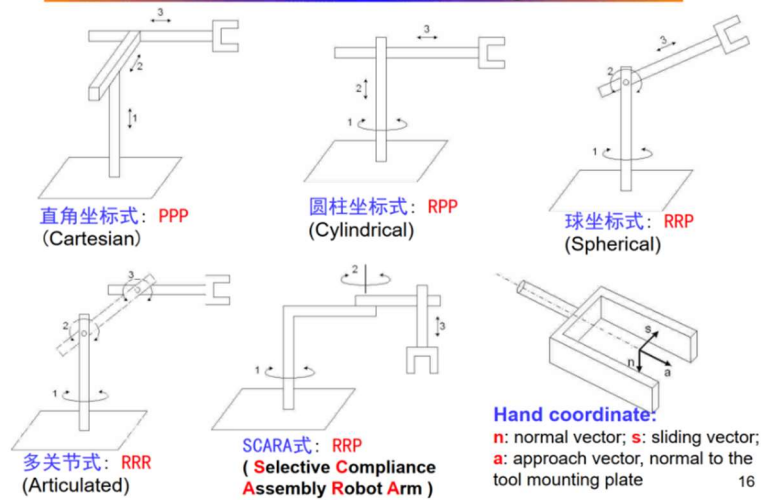 3
2
1
直角坐标式: PPP
(Cartesian)
3
2
1
圆柱坐标式: RPP
(Cylindrical)
3
2
1
球坐标式: RRP
(Spherical)
3
2
1
多关节式: RRR
(Articulated)
2
3
1
SCARA式: RRP
( Selective Compliance
Assembly Robot Arm )
s
n
a
Hand coordinate:
n: normal vector; s: sliding vector;
a: approach vector, normal to the
tool mounting plate
16